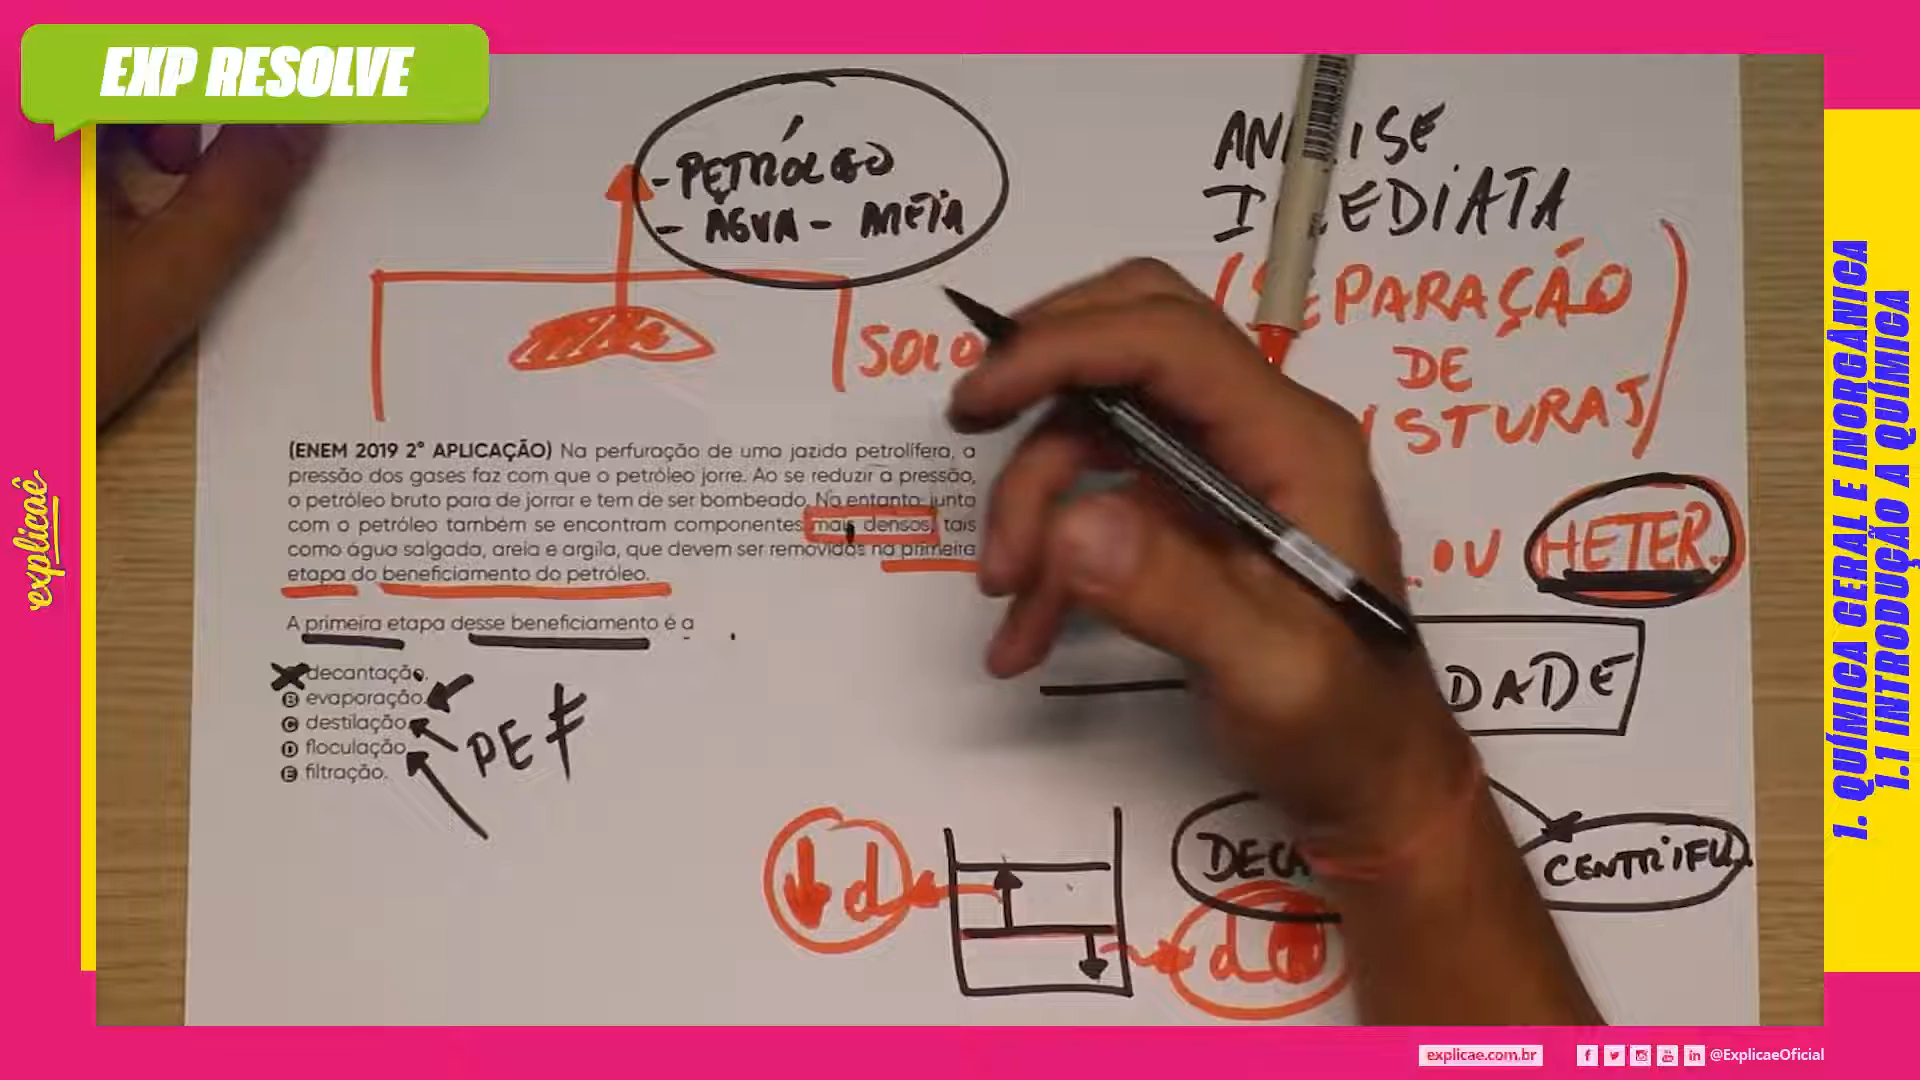 EXP RESOLVE
- PETRÓLEO
- ÁGUA - AREIA
SOLO
ANÁLISE
IMEDIATA
(SEPARAÇÃO
DE
MISTURAS)
OU HETER.
DADE
(ENEM 2019 2ª APLICAÇÃO) Na perfuração de uma jazida petrolífera, a
pressão dos gases faz com que o petróleo jorre. Ao se reduzir a pressão,
o petróleo bruto para de jorrar e tem de ser bombeado. No entanto junto
com o petróleo também se encontram componentes mais densos, tais
como água salgada, areia e argila, que devem ser removidos na primeira
etapa do beneficiamento do petróleo.
A primeira etapa desse beneficiamento é a
decantação.
B evaporação.
C destilação.
D floculação.
E filtração.
PE ≠
d
d
CENTRIFU.
explicaê
1. QUÍMICA GERAL E INORGÂNICA
1.1 INTRODUÇÃO A QUÍMICA
explicae.com.br
@ExplicaeOficial